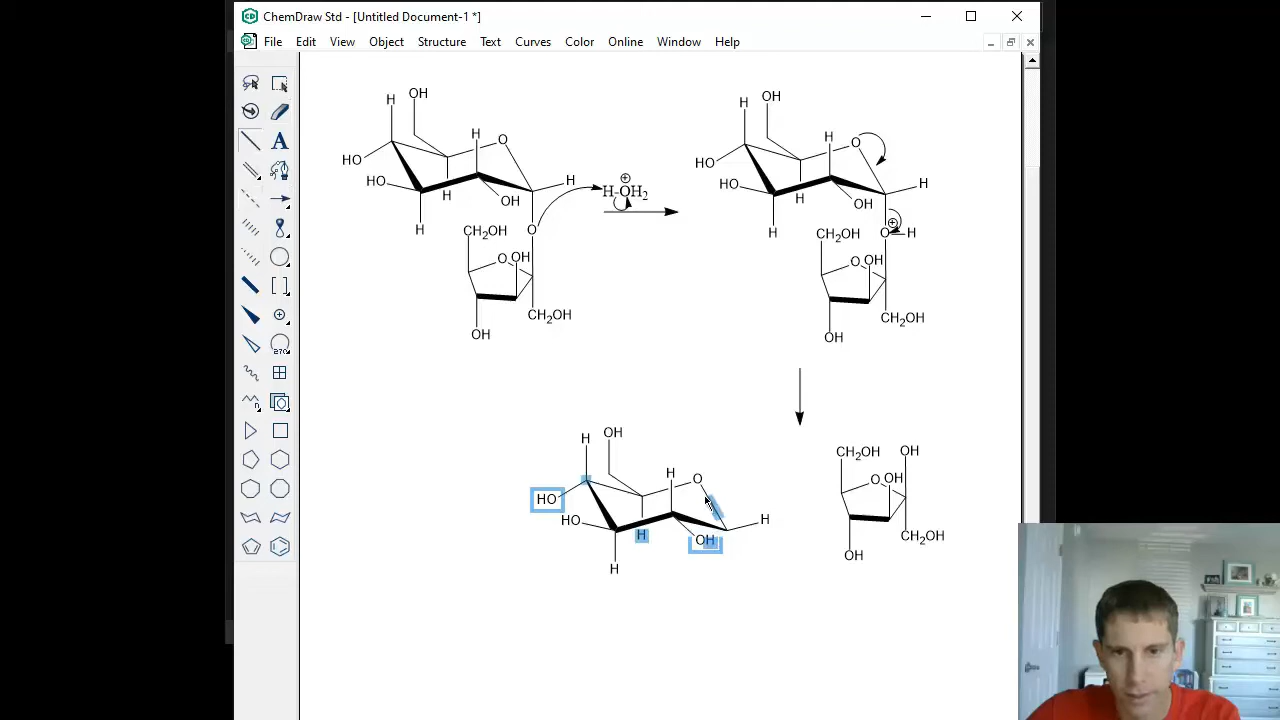 ChemDraw Std - [Untitled Document-1 *]
File Edit View Object Structure Text Curves Color Online Window Help
A
270
n
OH
H
H
O
HO
HO
H
OH
H
H
⊕
H-OH2
CH2OH
O
O
OH
CH2OH
OH
OH
H
H
O
HO
HO
H
OH
H
H
⊕
CH2OH
O
H
O
OH
CH2OH
OH
OH
H
H
O
HO
HO
H
OH
H
H
CH2OH
OH
O
OH
CH2OH
OH